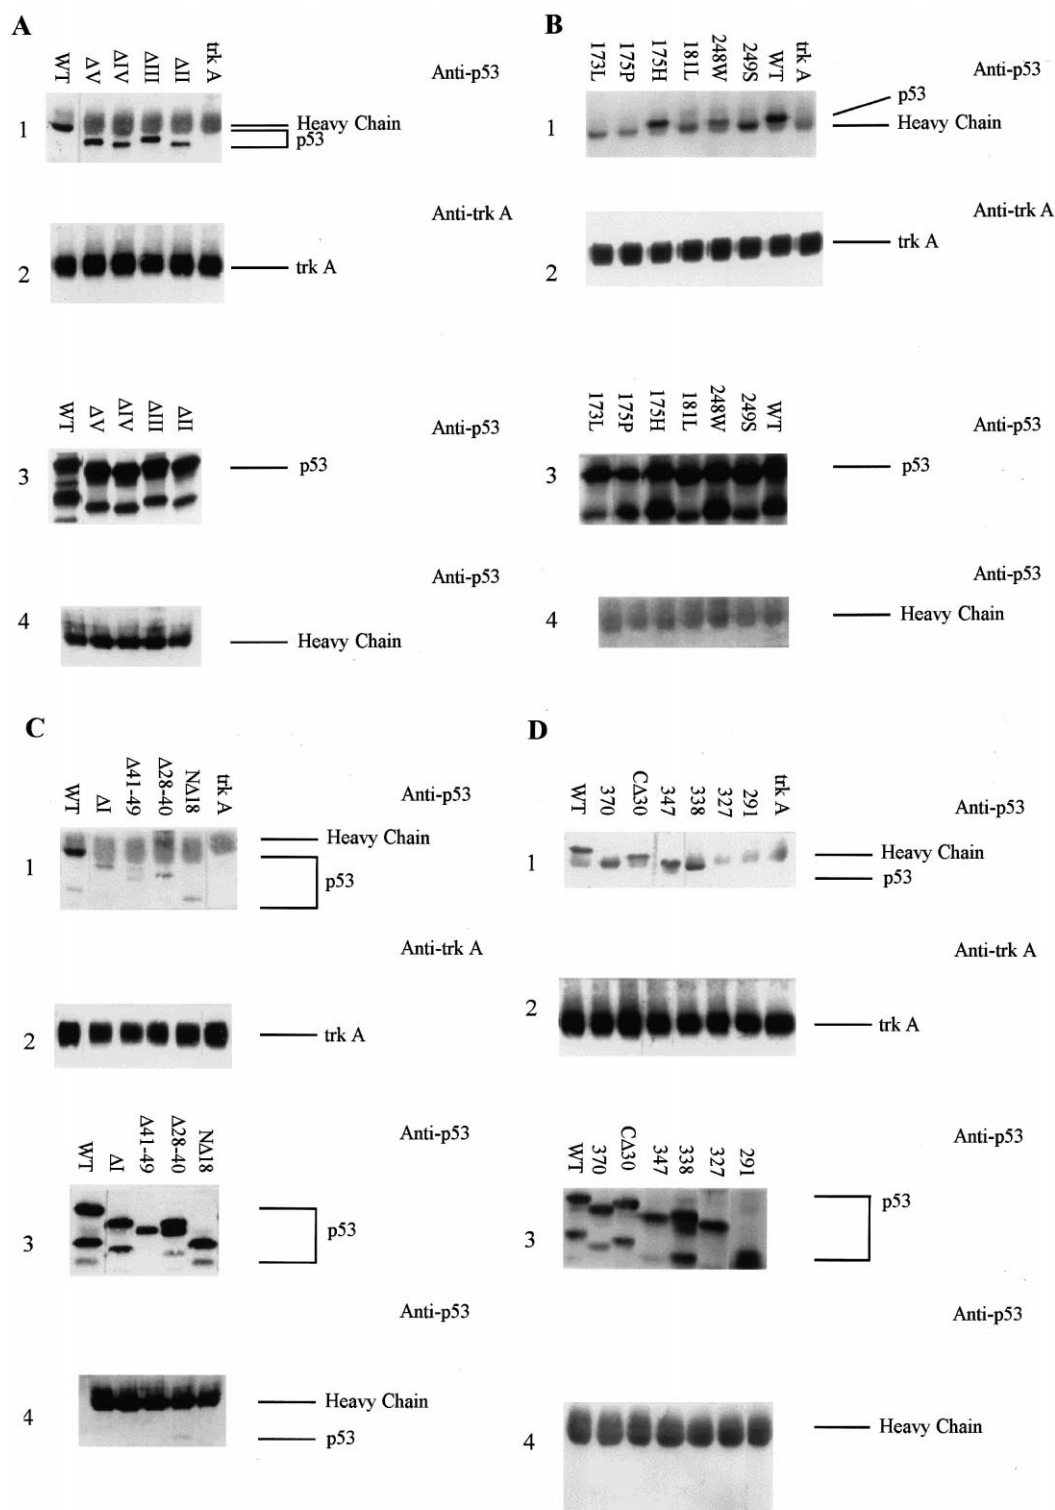 A
WT ΔV ΔIV ΔIII ΔII trk A
Anti-p53
1
Heavy Chain
p53
Anti-trk A
2
trk A
WT ΔV ΔIV ΔIII ΔII
Anti-p53
3
p53
Anti-p53
4
Heavy Chain
B
173L 175P 175H 181L 248W 249S WT trk A
Anti-p53
p53
1
Heavy Chain
Anti-trk A
trk A
2
173L 175P 175H 181L 248W 249S WT
Anti-p53
3
p53
Anti-p53
4
Heavy Chain
C
WT ΔI Δ41-49 Δ28-40 NΔ18 trk A
Anti-p53
Heavy Chain
1
p53
Anti-trk A
2
trk A
WT ΔI Δ41-49 Δ28-40 NΔ18
Anti-p53
3
p53
Anti-p53
Heavy Chain
4
p53
D
WT 370 CΔ30 347 338 327 291 trk A
Anti-p53
1
Heavy Chain
p53
Anti-trk A
2
trk A
WT 370 CΔ30 347 338 327 291
Anti-p53
p53
3
Anti-p53
Heavy Chain
4